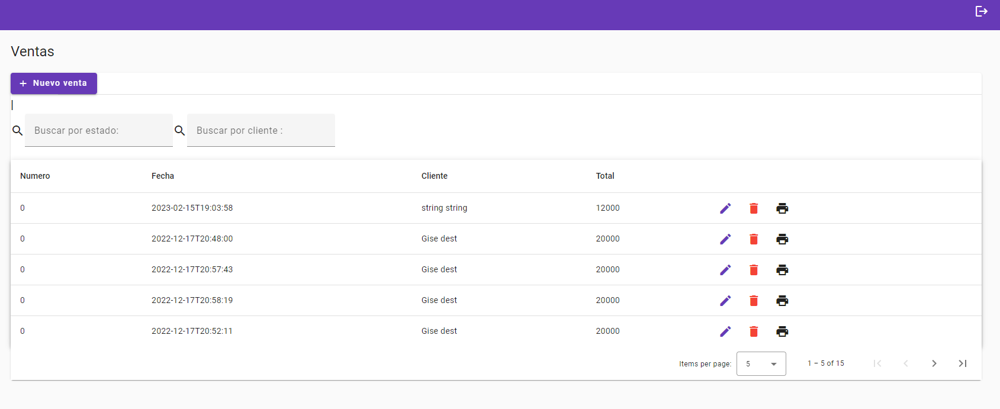 Ventas
+ Nuevo venta
|
Buscar por estado: Buscar por cliente :
Numero Fecha Cliente Total
0 2023-02-15T19:03:58 string string 12000
0 2022-12-17T20:48:00 Gise dest 20000
0 2022-12-17T20:57:43 Gise dest 20000
0 2022-12-17T20:58:19 Gise dest 20000
0 2022-12-17T20:52:11 Gise dest 20000
Items per page: 5 1 – 5 of 15